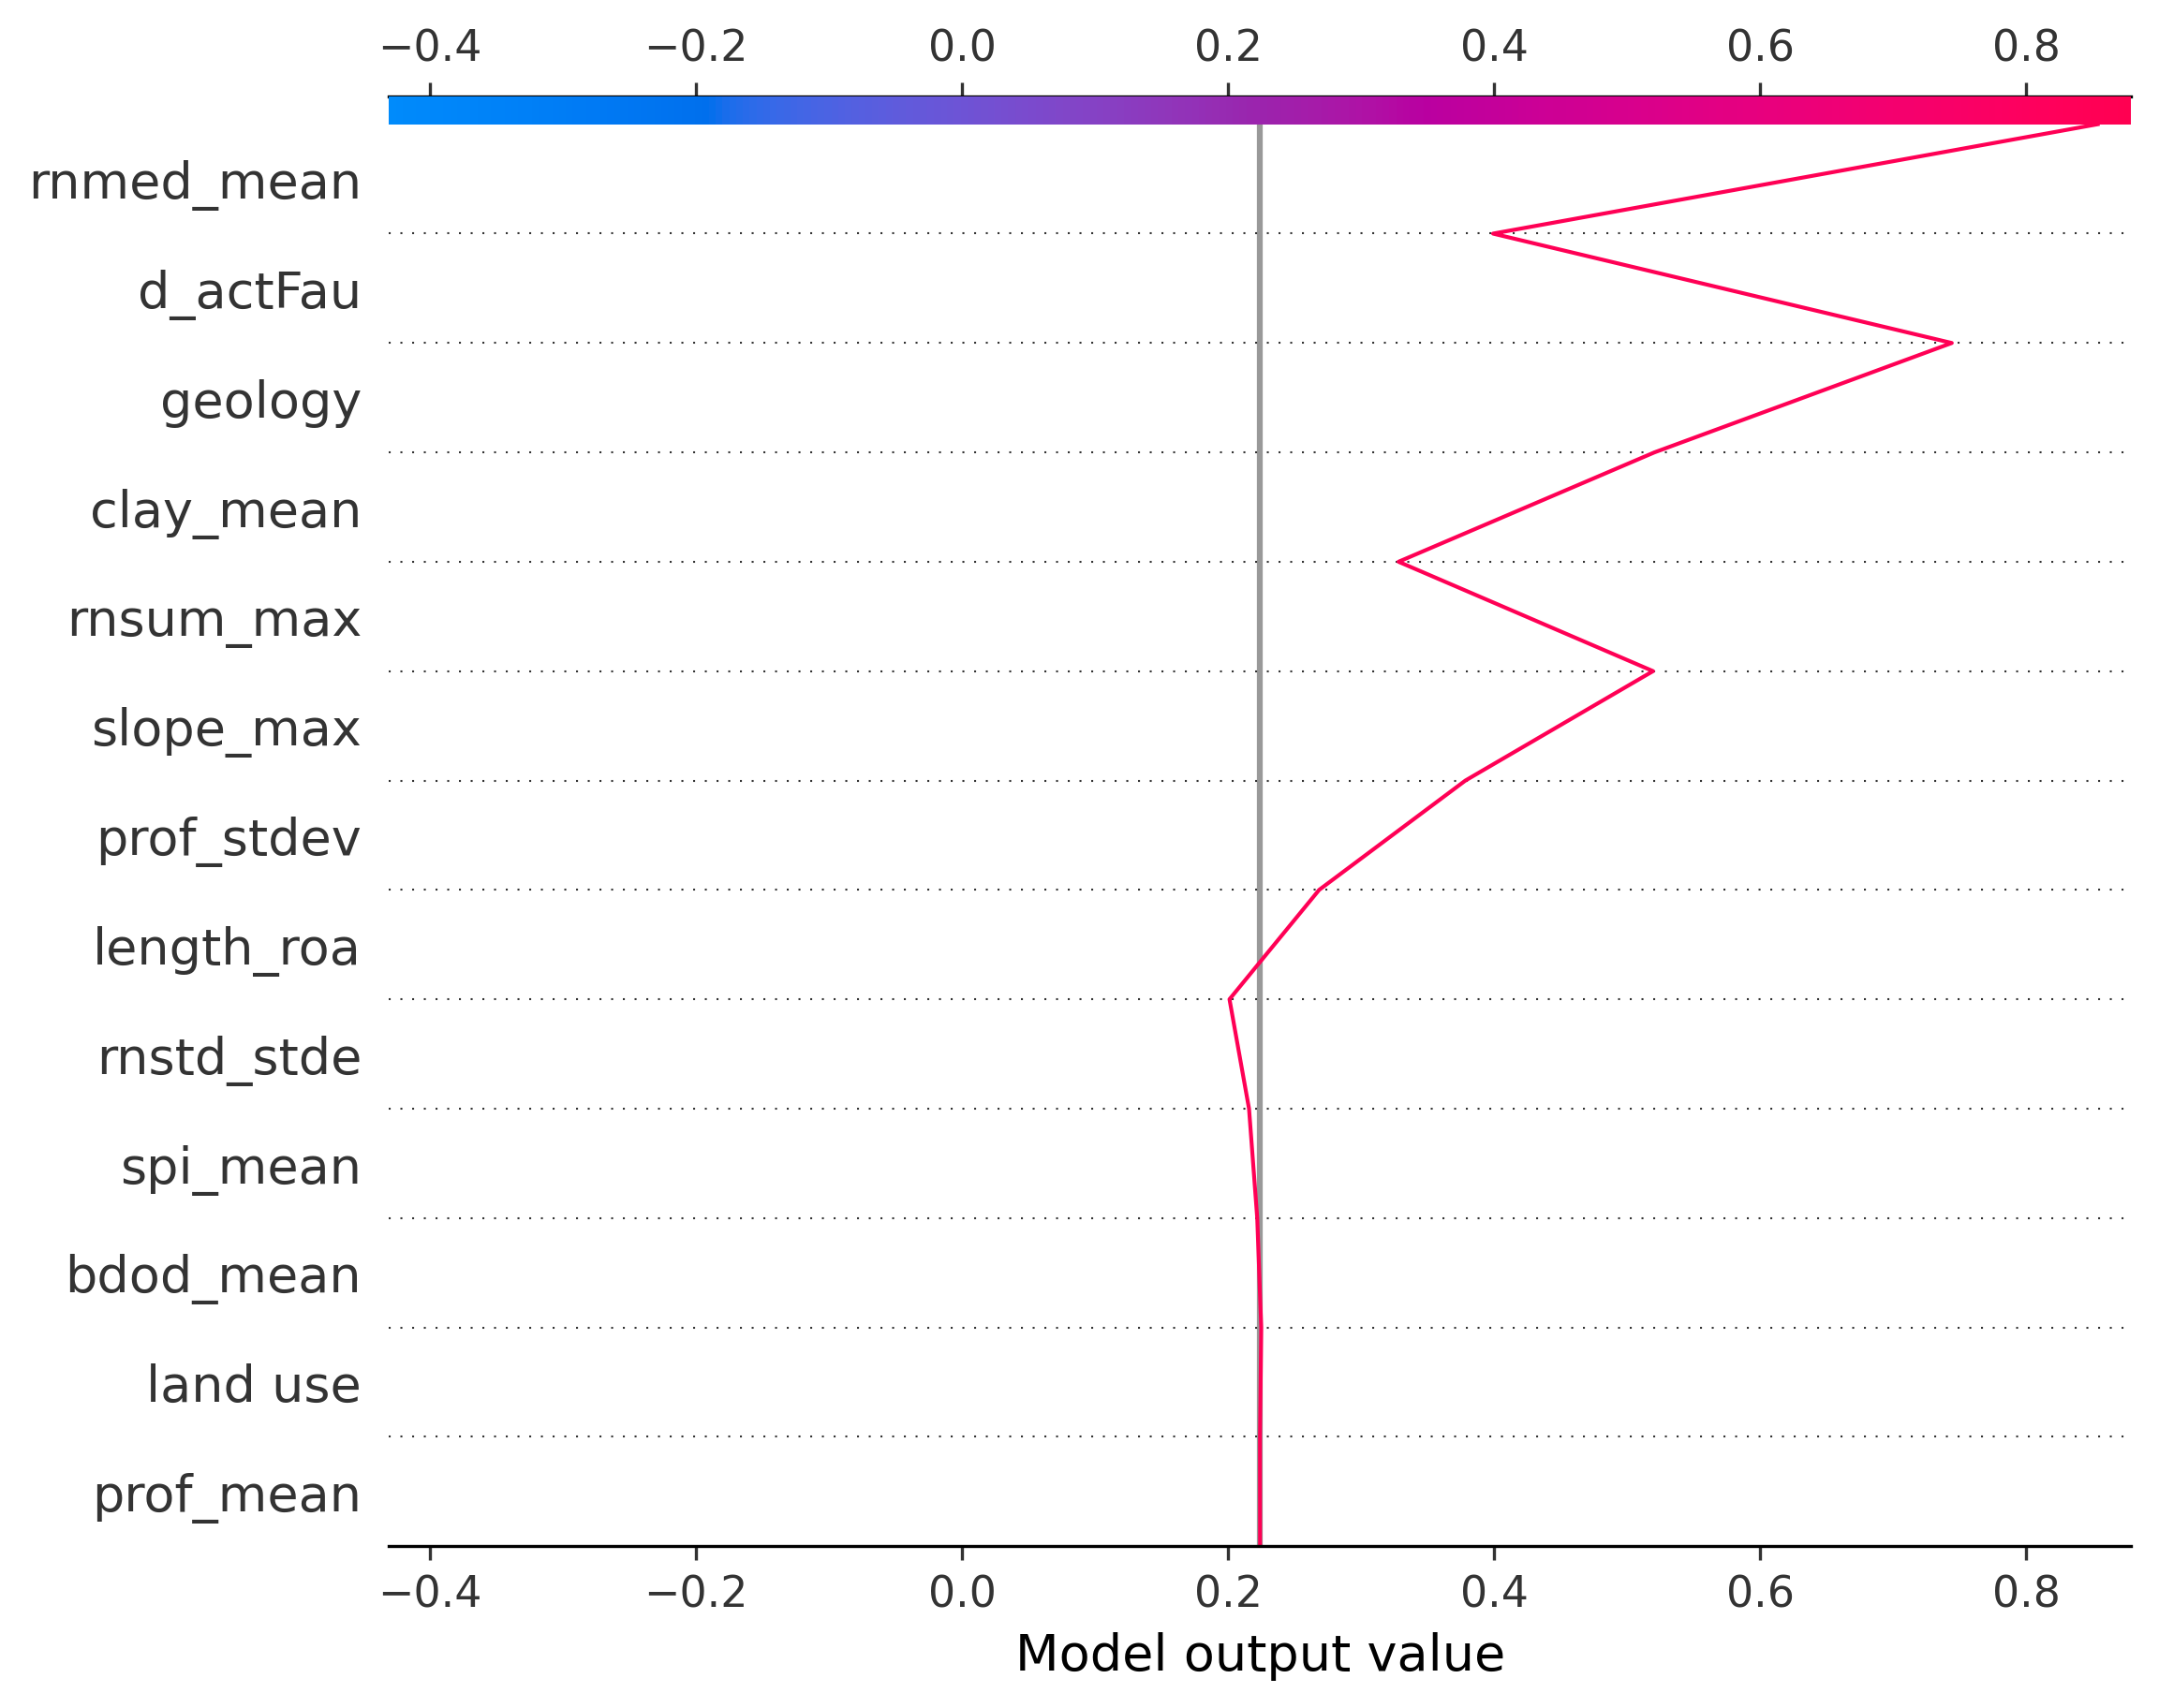 −0.4 −0.2 0.0 0.2 0.4 0.6 0.8
rnmed_mean
d_actFau
geology
clay_mean
rnsum_max
slope_max
prof_stdev
length_roa
rnstd_stde
spi_mean
bdod_mean
land use
prof_mean
−0.4 −0.2 0.0 0.2 0.4 0.6 0.8
Model output value